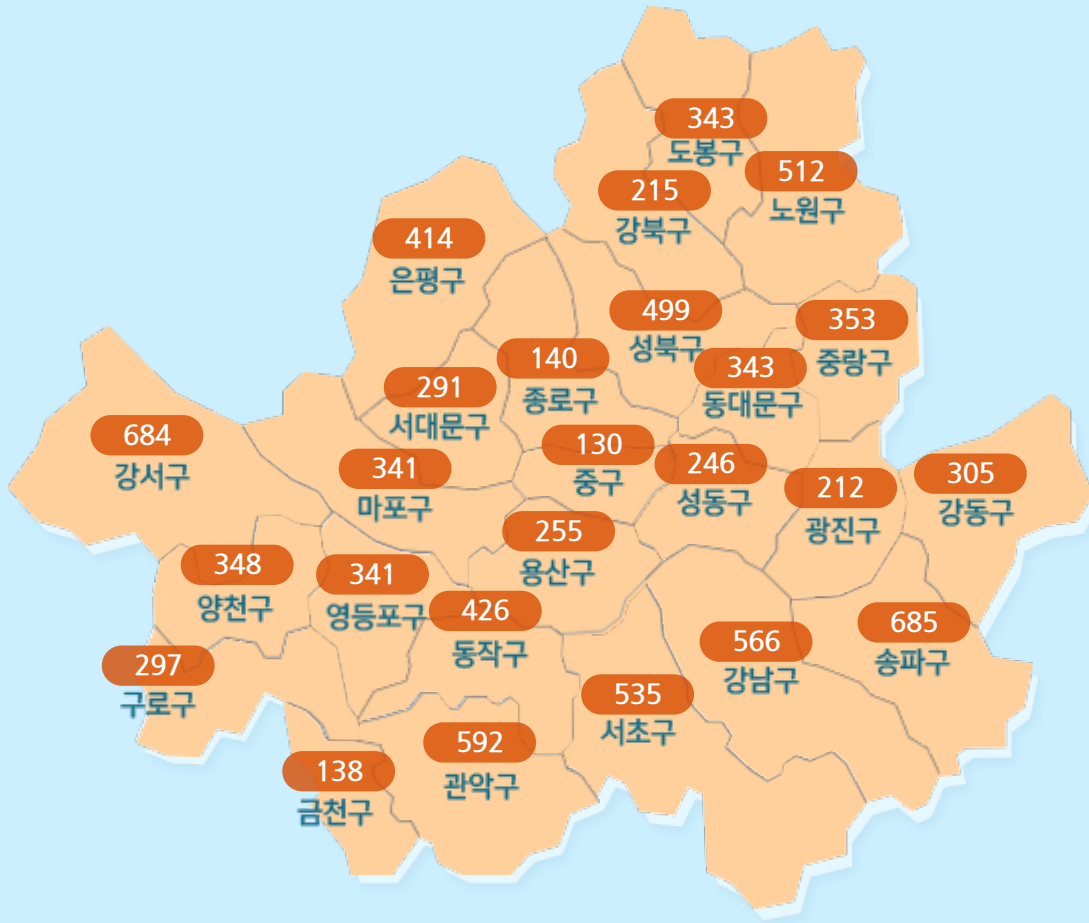 343
도봉구
512
노원구
215
강북구
414
은평구
499
성북구
353
중랑구
140
종로구
343
동대문구
291
서대문구
684
강서구
130
중구
341
마포구
246
성동구
212
광진구
305
강동구
255
용산구
348
양천구
341
영등포구
426
동작구
566
강남구
685
송파구
297
구로구
535
서초구
592
관악구
138
금천구